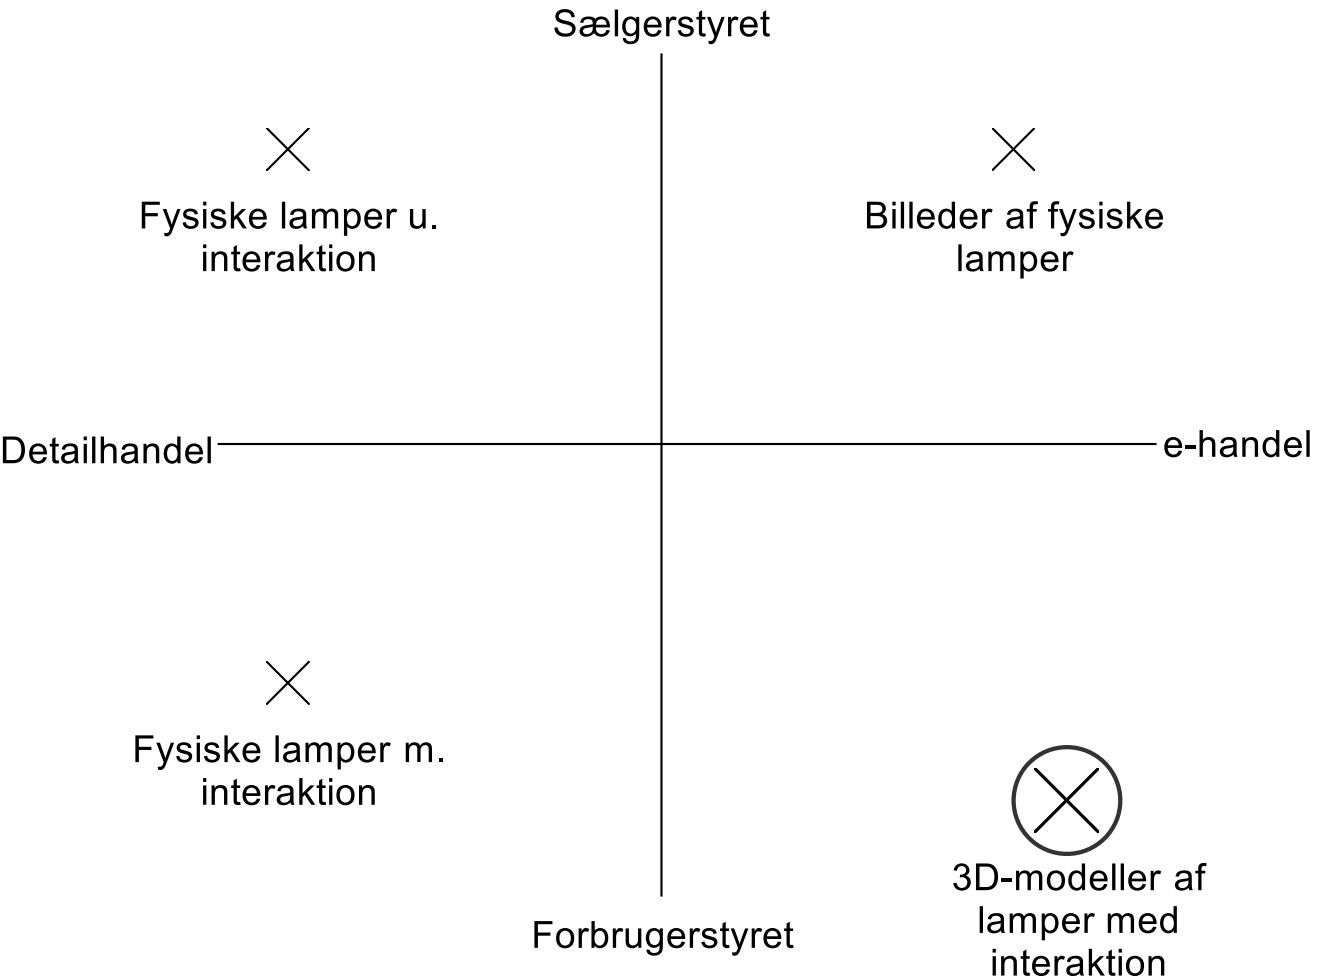 Sælgerstyret
Fysiske lamper u.
interaktion
Billeder af fysiske
lamper
Detailhandel
e-handel
Fysiske lamper m.
interaktion
3D-modeller af
lamper med
interaktion
Forbrugerstyret